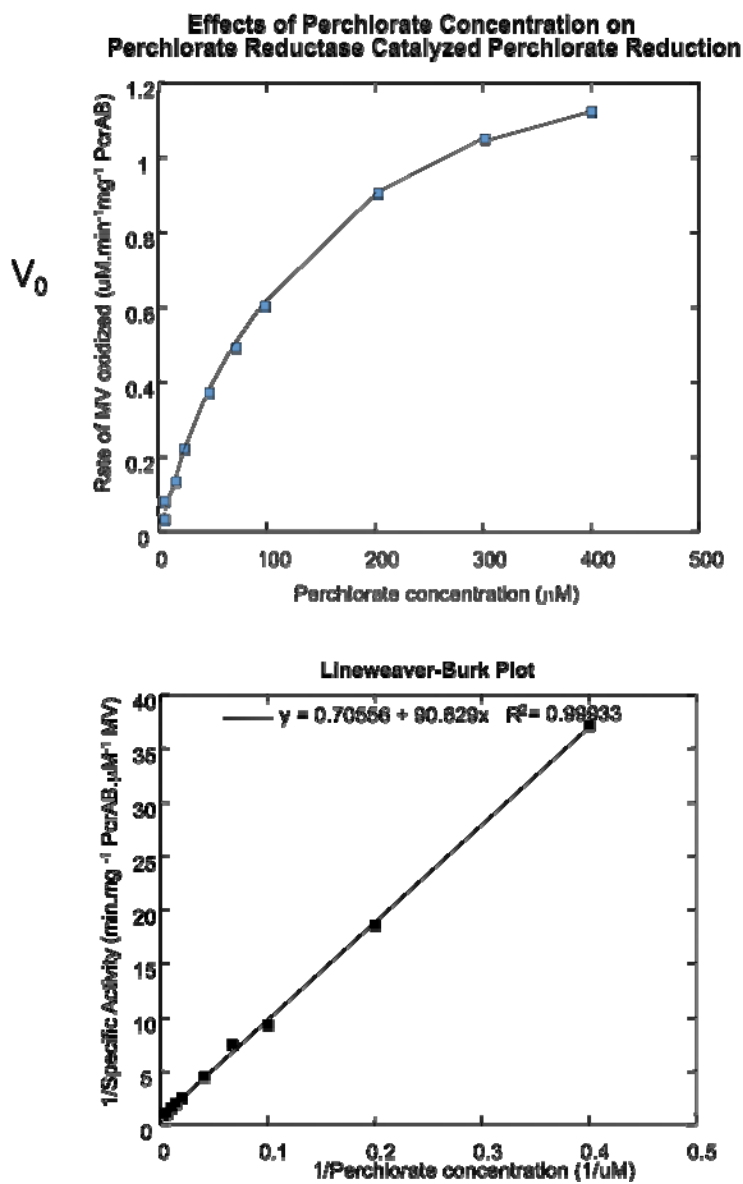 Effects of Perchlorate Concentration on
Perchlorate Reductase Catalyzed Perchlorate Reduction
V₀
Rate of MV oxidized (uM.min⁻¹mg⁻¹ PcrAB)
1.2
1
0.8
0.6
0.4
0.2
0
0 100 200 300 400 500
Perchlorate concentration (μM)
Lineweaver-Burk Plot
y = 0.70556 + 90.829x R²= 0.99933
1/Specific Activity (min.mg ⁻¹ PcrAB.μM⁻¹ MV)
40
35
30
25
20
15
10
5
0
0 0.1 0.2 0.3 0.4 0.5
1/Perchlorate concentration (1/uM)